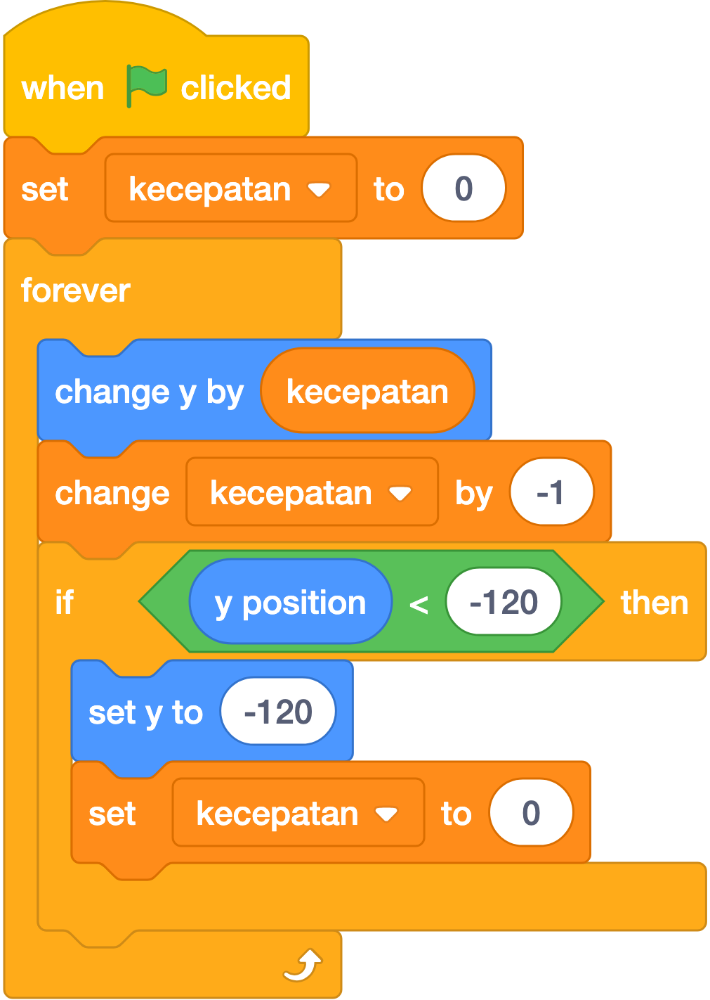 when clicked
set kecepatan to 0
forever
change y by kecepatan
change kecepatan by -1
if y position < -120 then
set y to -120
set kecepatan to 0